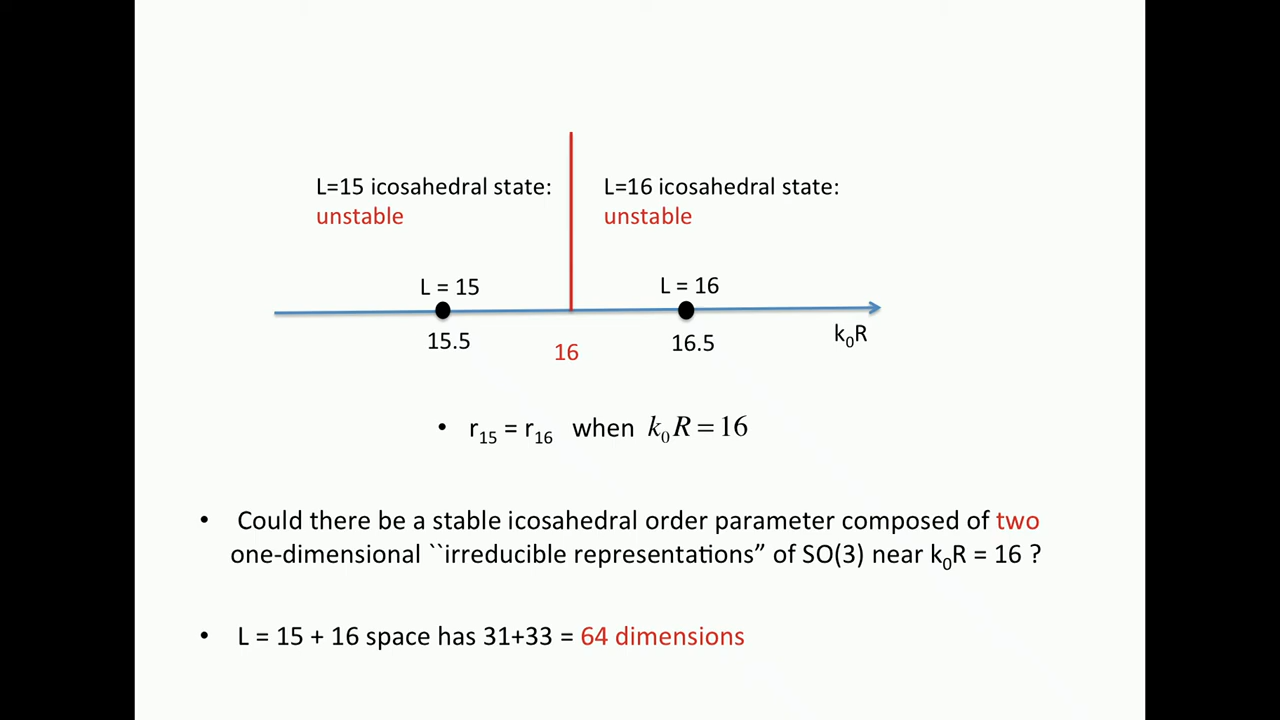 L=15 icosahedral state: L=16 icosahedral state:
unstable unstable
L = 15 L = 16
15.5 16 16.5 k₀R
• r₁₅ = r₁₆ when k₀R = 16
• Could there be a stable icosahedral order parameter composed of two
one-dimensional ``irreducible representations” of SO(3) near k₀R = 16 ?
• L = 15 + 16 space has 31+33 = 64 dimensions